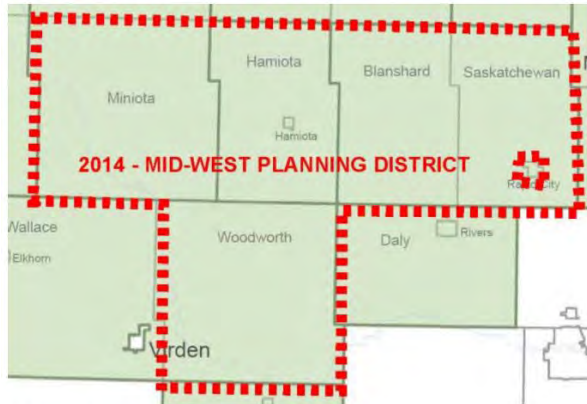 Hamiota
Blanshard
Saskatchewan
Miniota
Hamiota
2014 - MID-WEST PLANNING DISTRICT
Wallace
Woodworth
Daly
Rivers
Elkhorn
Virden